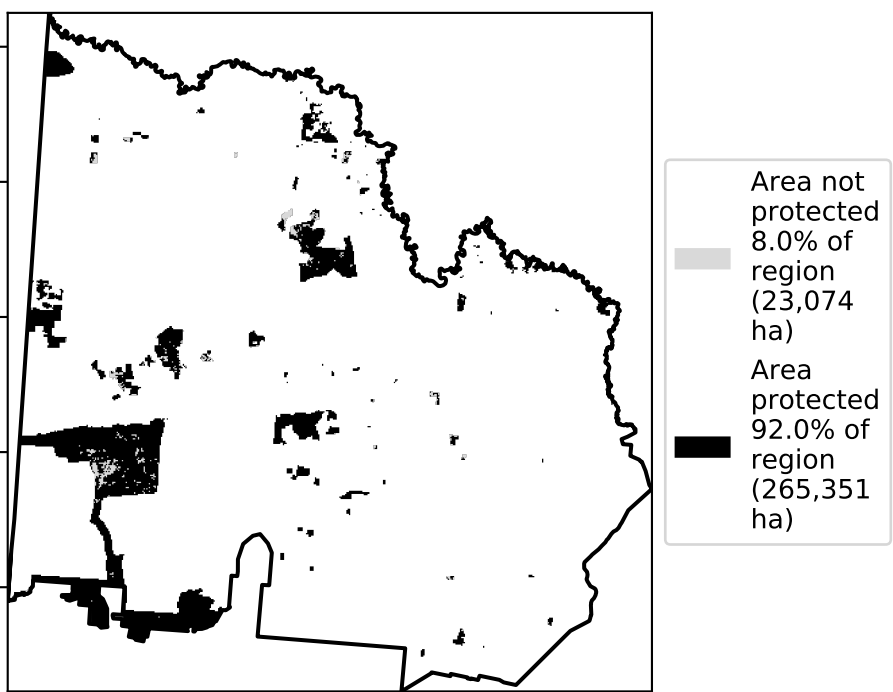 Area not
protected
8.0% of
region
(23,074
ha)
Area
protected
92.0% of
region
(265,351
ha)